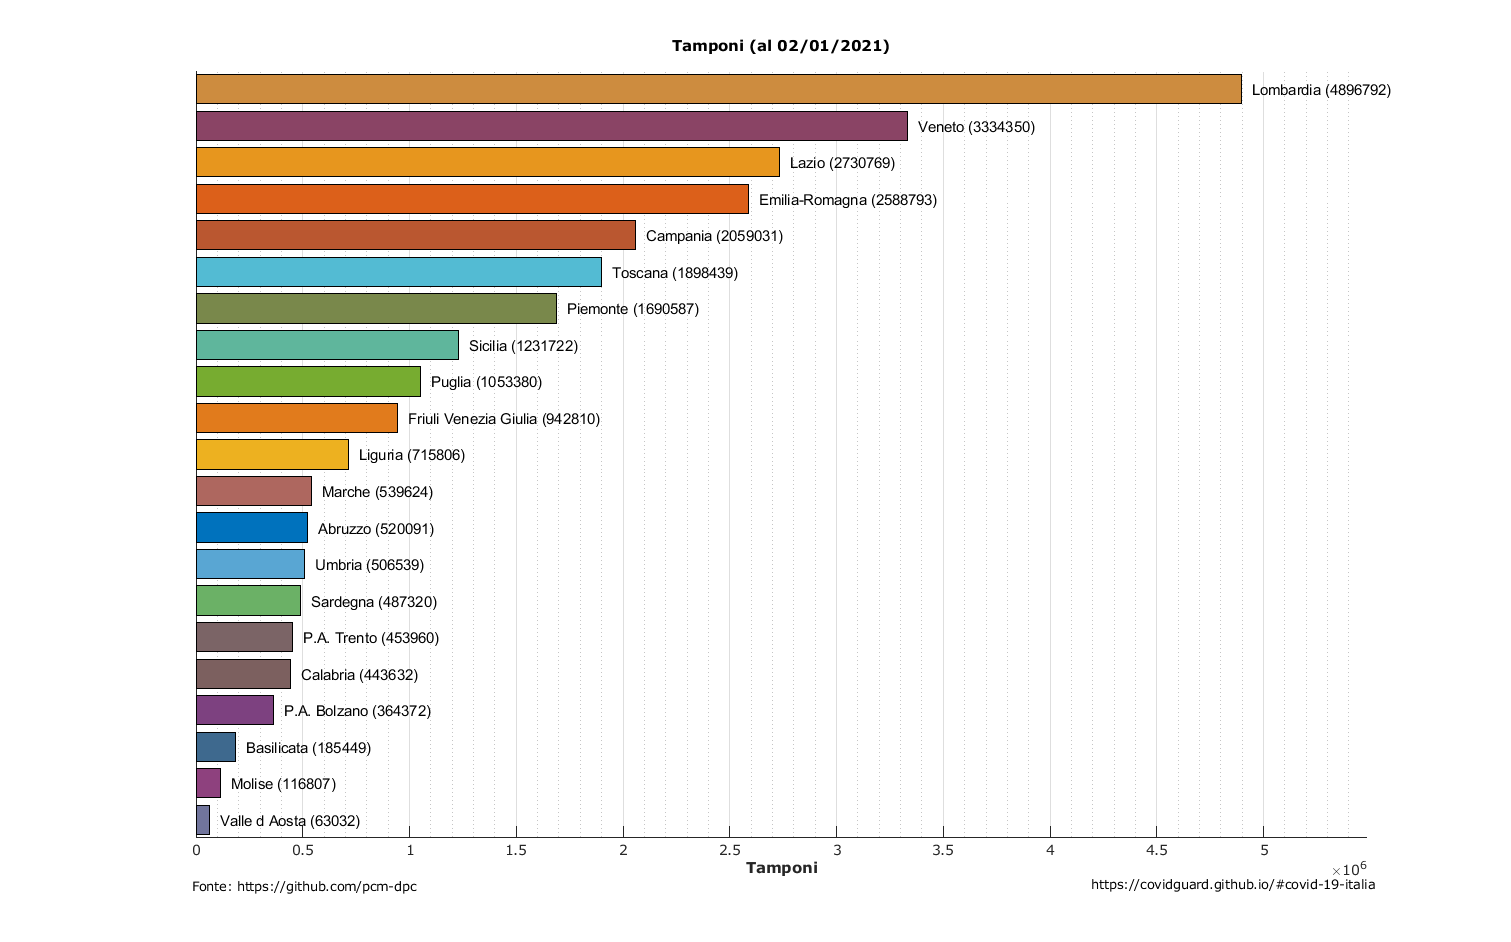 Tamponi (al 02/01/2021)
Lombardia (4896792)
Veneto (3334350)
Lazio (2730769)
Emilia-Romagna (2588793)
Campania (2059031)
Toscana (1898439)
Piemonte (1690587)
Sicilia (1231722)
Puglia (1053380)
Friuli Venezia Giulia (942810)
Liguria (715806)
Marche (539624)
Abruzzo (520091)
Umbria (506539)
Sardegna (487320)
P.A. Trento (453960)
Calabria (443632)
P.A. Bolzano (364372)
Basilicata (185449)
Molise (116807)
Valle d Aosta (63032)
0 0.5 1 1.5 2 2.5 3 3.5 4 4.5 5
×10⁶
Tamponi
Fonte: https://github.com/pcm-dpc
https://covidguard.github.io/#covid-19-italia